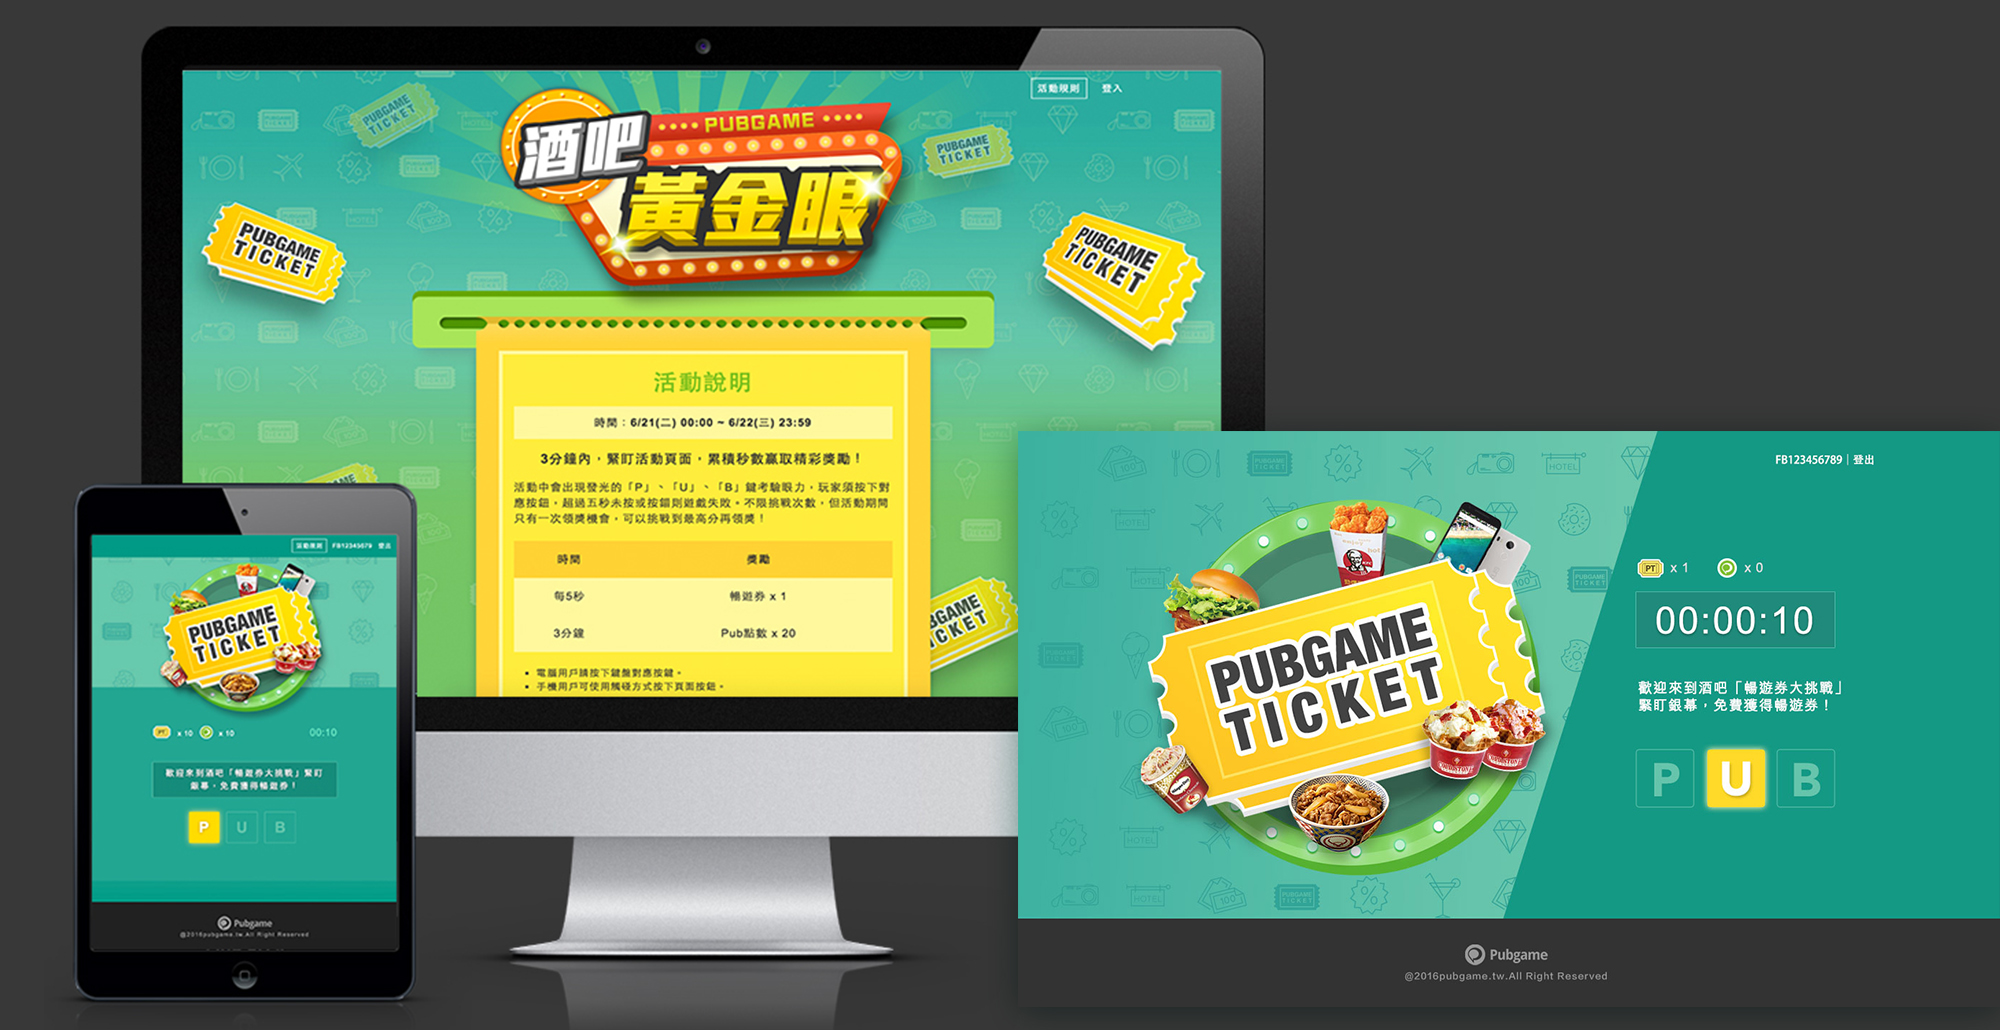 活動規則 登入
酒吧
PUBGAME
黃金眼
PUBGAME
TICKET
PUBGAME
TICKET
PUBGAME
TICKET
PUBGAME
TICKET
活動說明
時間：6/21(二) 00:00 ~ 6/22(三) 23:59
3分鐘內，緊盯活動頁面，累積秒數贏取精彩獎勵！
活動中會出現發光的「P」、「U」、「B」鍵考驗眼力，玩家須按下對
應按鈕，超過五秒未按或按錯則遊戲失敗。不限挑戰次數，但活動期間
只有一次領獎機會，可以挑戰到最高分再領獎！
時間 獎勵
每5秒 暢遊券 x 1
3分鐘 Pub點數 x 20
電腦用戶請按下鍵盤對應按鍵。
手機用戶可使用觸碰方式按下頁面按鈕。
活動規則 FB12345679 登出
PUBGAME
TICKET
PT x 10 x 10 00:10
歡迎來到酒吧「暢遊券大挑戰」緊盯
銀幕，免費獲得暢遊券！
P U B
Pubgame
@2016pubgame.tw.All Right Reserved
FB123456789 | 登出
KFC
PUBGAME
TICKET
PT x 1 x 0
00:00:10
歡迎來到酒吧「暢遊券大挑戰」
緊盯銀幕，免費獲得暢遊券！
P U B
HOTEL
Pubgame
@2016pubgame.tw.All Right Reserved